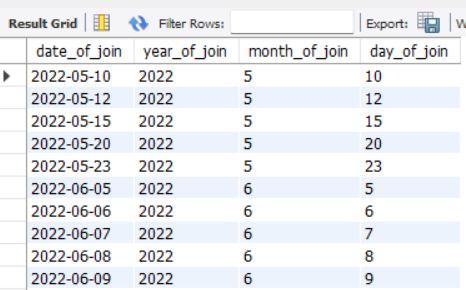 Result Grid Filter Rows: Export: W
date_of_join year_of_join month_of_join day_of_join
2022-05-10 2022 5 10
2022-05-12 2022 5 12
2022-05-15 2022 5 15
2022-05-20 2022 5 20
2022-05-23 2022 5 23
2022-06-05 2022 6 5
2022-06-06 2022 6 6
2022-06-07 2022 6 7
2022-06-08 2022 6 8
2022-06-09 2022 6 9